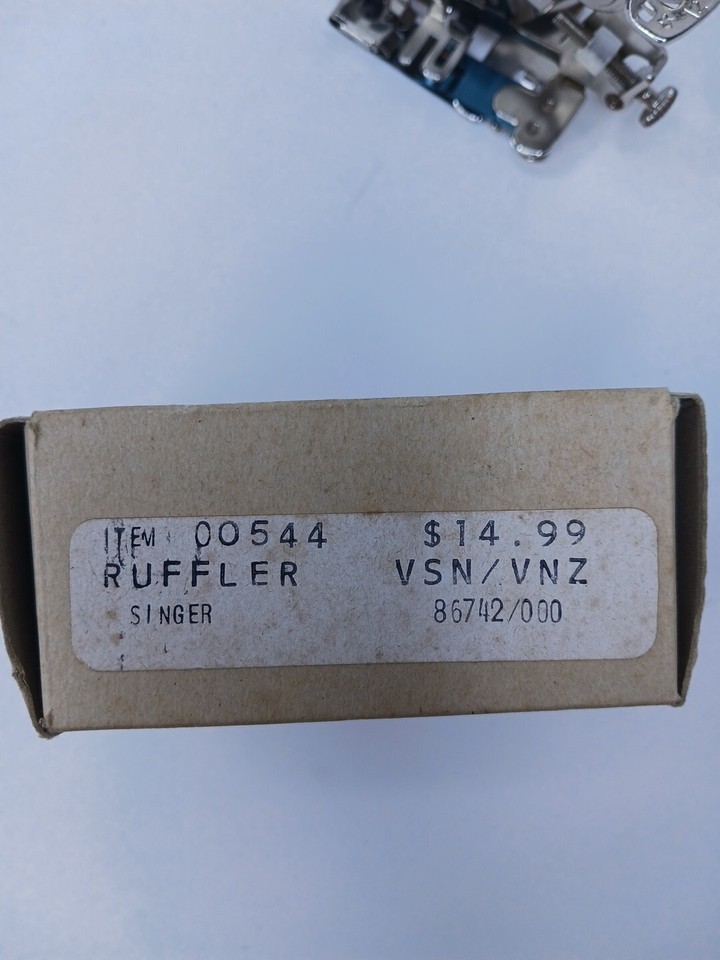 ITEM 00544 $14.99
RUFFLER VSN/VNZ
SINGER 86742/000